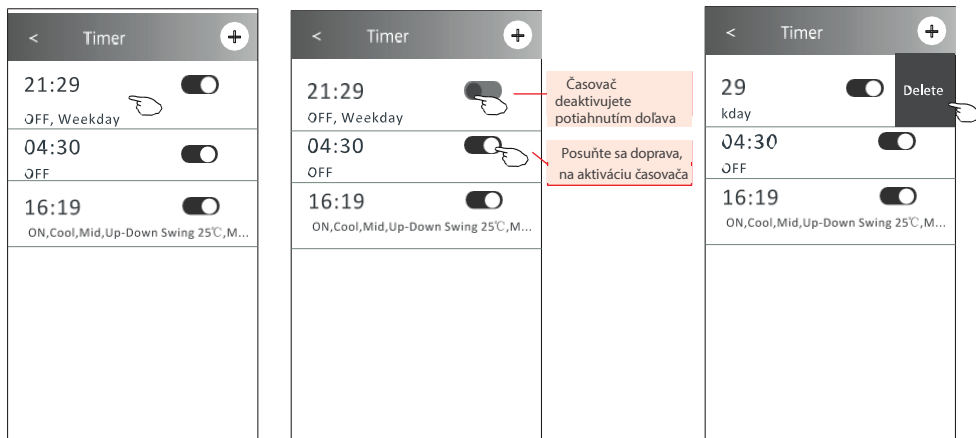 < Timer +
21:29
OFF, Weekday
04:30
OFF
16:19
ON,Cool,Mid,Up-Down Swing 25℃,M...
< Timer +
21:29
OFF, Weekday
04:30
OFF
16:19
ON,Cool,Mid,Up-Down Swing 25℃,M...
Časovač
deaktivujete
potiahnutím doľava
Posuňte sa doprava,
na aktiváciu časovača
< Timer +
29
kday
Delete
04:30
OFF
16:19
ON,Cool,Mid,Up-Down Swing 25℃,M...